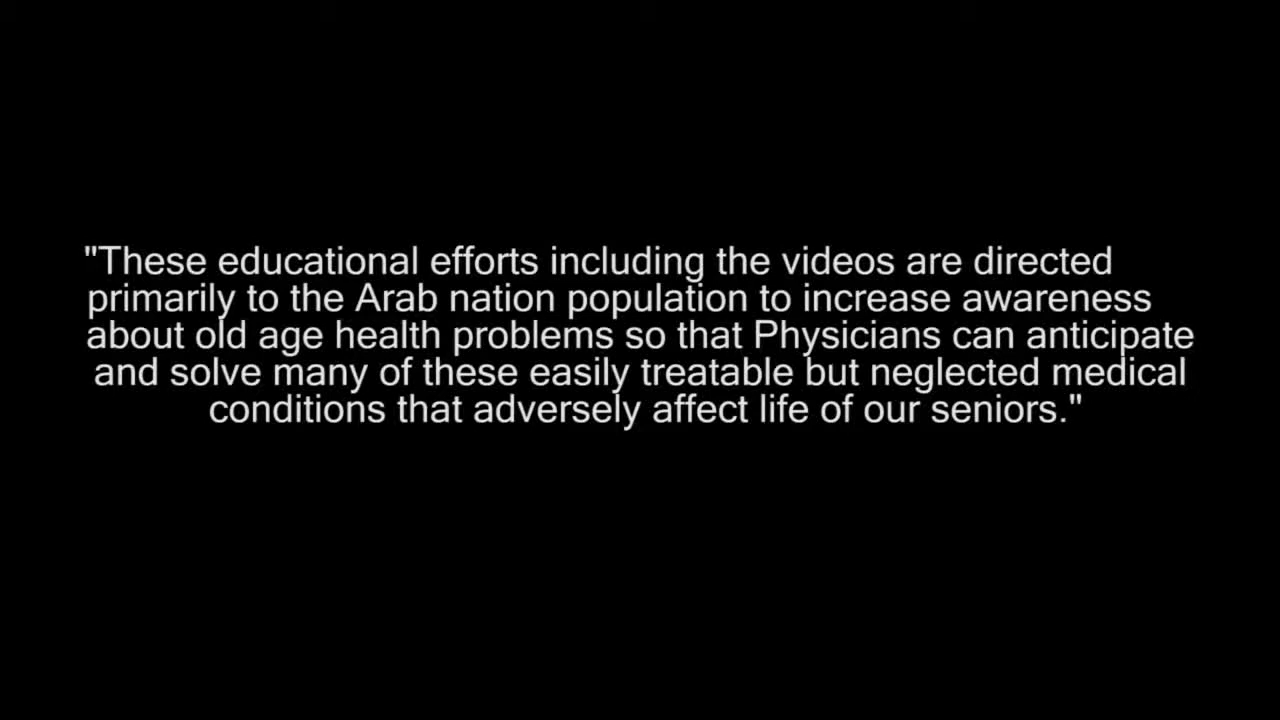 "These educational efforts including the videos are directed
primarily to the Arab nation population to increase awareness
about old age health problems so that Physicians can anticipate
and solve many of these easily treatable but neglected medical
conditions that adversely affect life of our seniors."